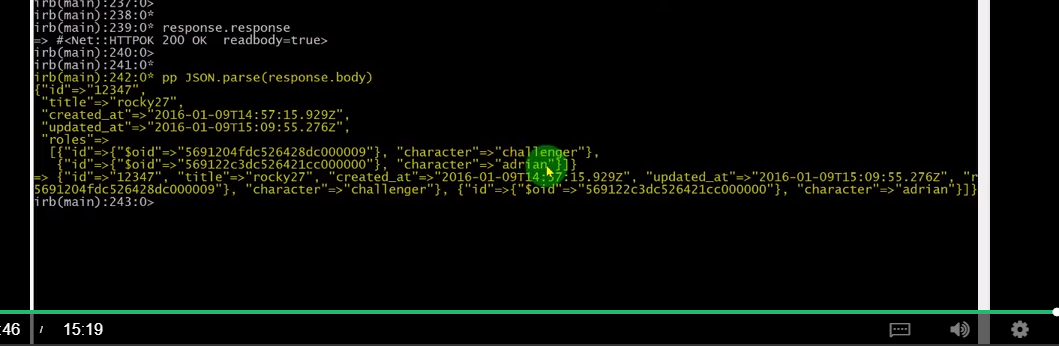 irb(main):237:0>
irb(main):238:0*
irb(main):239:0* response.response
=> #<Net::HTTPOK 200 OK  readbody=true>
irb(main):240:0>
irb(main):241:0*
irb(main):242:0* pp JSON.parse(response.body)
{"id"=>"12347",
"title"=>"rocky27",
"created_at"=>"2016-01-09T14:57:15.929Z",
"updated_at"=>"2016-01-09T15:09:55.276Z",
"roles"=>
[{"id"=>{"$oid"=>"5691204fdc526428dc000009"}, "character"=>"challenger"},
{"id"=>{"$oid"=>"569122c3dc526421cc000000"}, "character"=>"adrian"}]}
=> {"id"=>"12347", "title"=>"rocky27", "created_at"=>"2016-01-09T14:57:15.929Z", "updated_at"=>"2016-01-09T15:09:55.276Z", "r
5691204fdc526428dc000009"}, "character"=>"challenger"}, {"id"=>{"$oid"=>"569122c3dc526421cc000000"}, "character"=>"adrian"}]}
irb(main):243:0>
:46 / 15:19